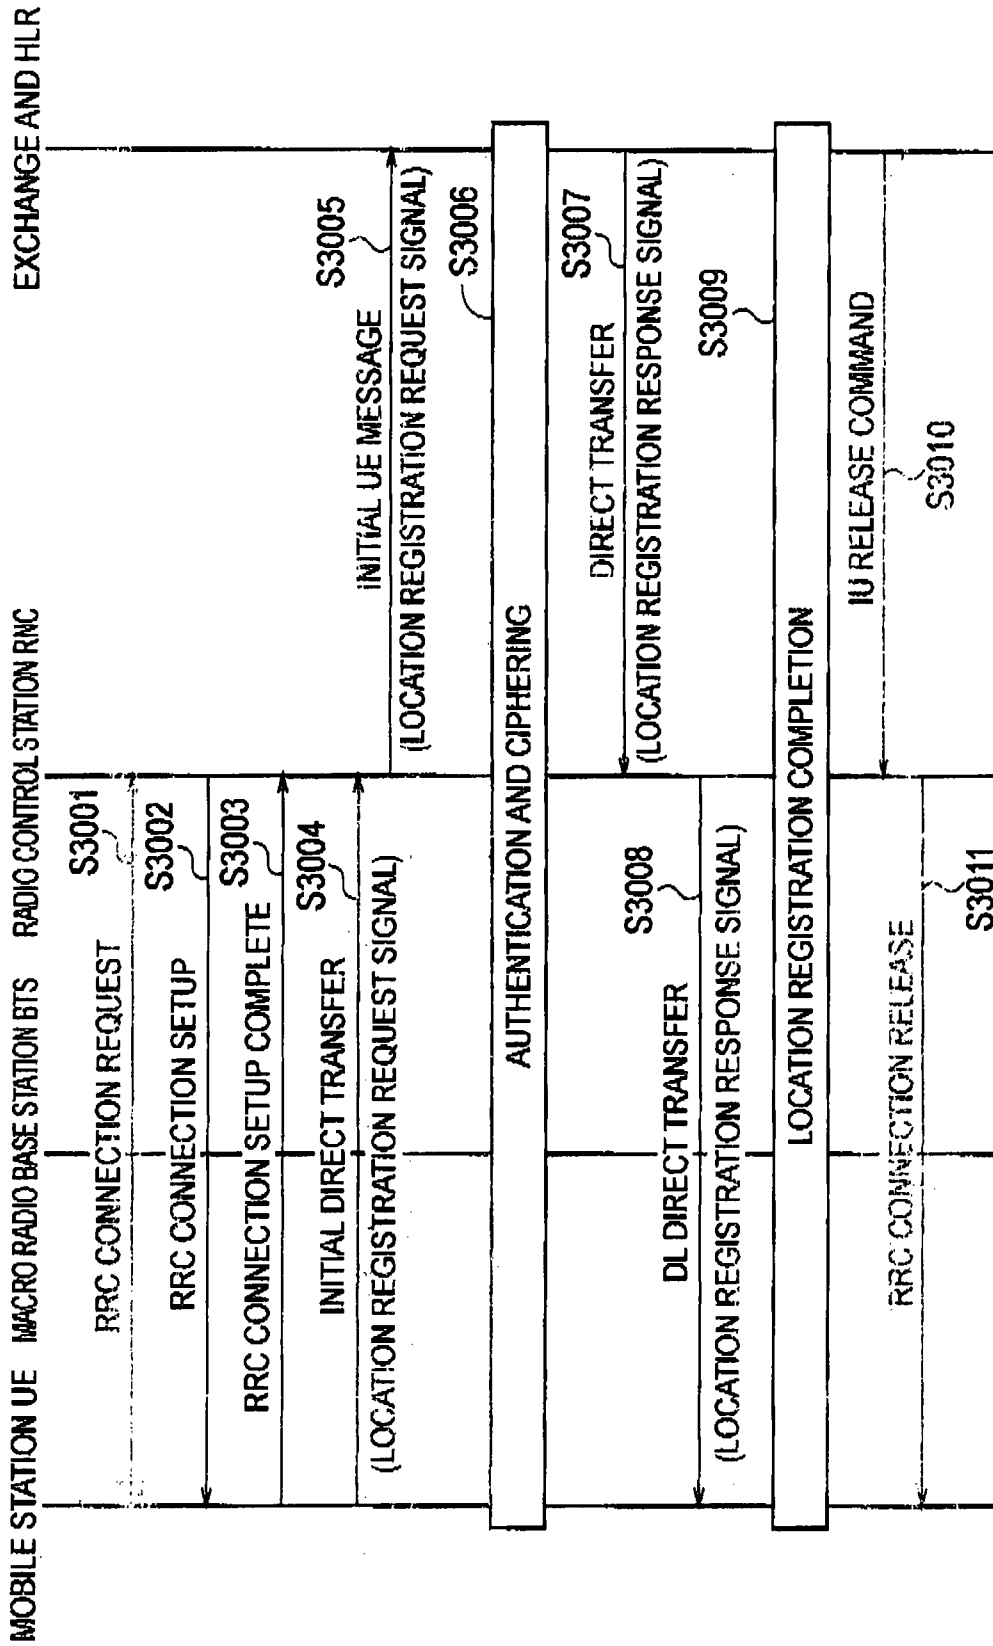 MOBILE STATION UE
MACRO RADIO BASE STATION BTS
RADIO CONTROL STATION RNC
EXCHANGE AND HLR
RRC CONNECTION REQUEST
S3001
RRC CONNECTION SETUP
S3002
RRC CONNECTION SETUP COMPLETE
S3003
INITIAL DIRECT TRANSFER
S3004
(LOCATION REGISTRATION REQUEST SIGNAL)
INITIAL UE MESSAGE
S3005
(LOCATION REGISTRATION REQUEST SIGNAL)
S3006
AUTHENTICATION AND CIPHERING
DIRECT TRANSFER
S3007
(LOCATION REGISTRATION RESPONSE SIGNAL)
DL DIRECT TRANSFER
S3008
(LOCATION REGISTRATION RESPONSE SIGNAL)
S3009
LOCATION REGISTRATION COMPLETION
IU RELEASE COMMAND
S3010
RRC CONNECTION RELEASE
S3011